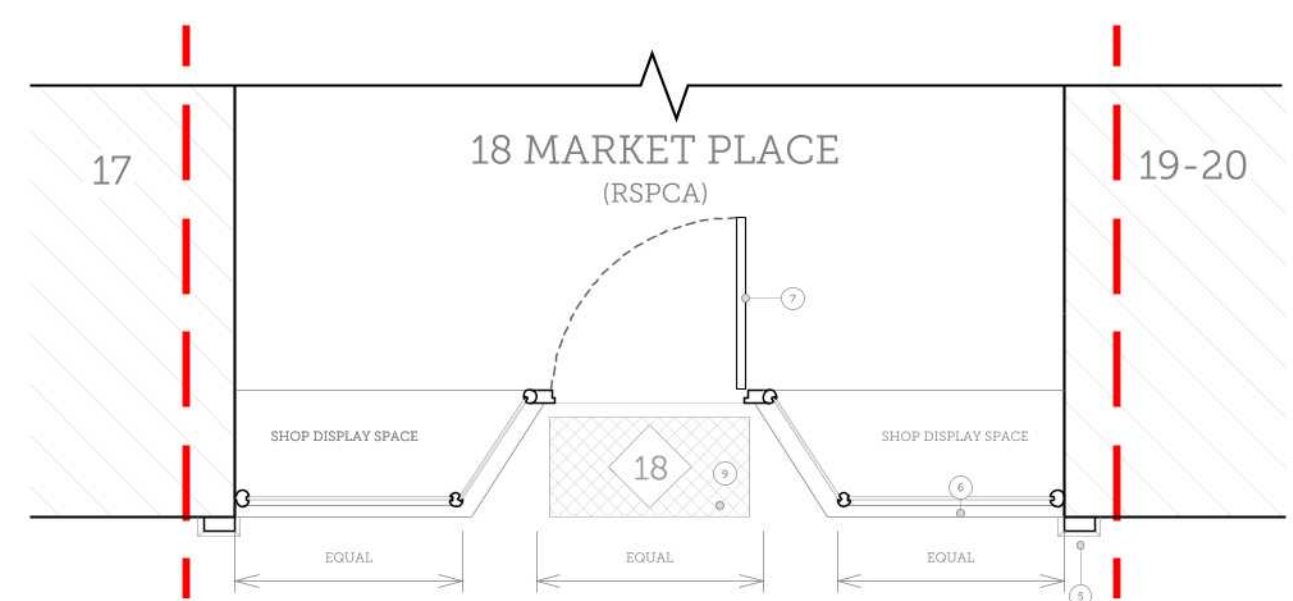 18 MARKET PLACE
17
19-20
(RSPCA)
7
SHOP DISPLAY SPACE
SHOP DISPLAY SPACE
18
9
6
EQUAL
EQUAL
EQUAL
5